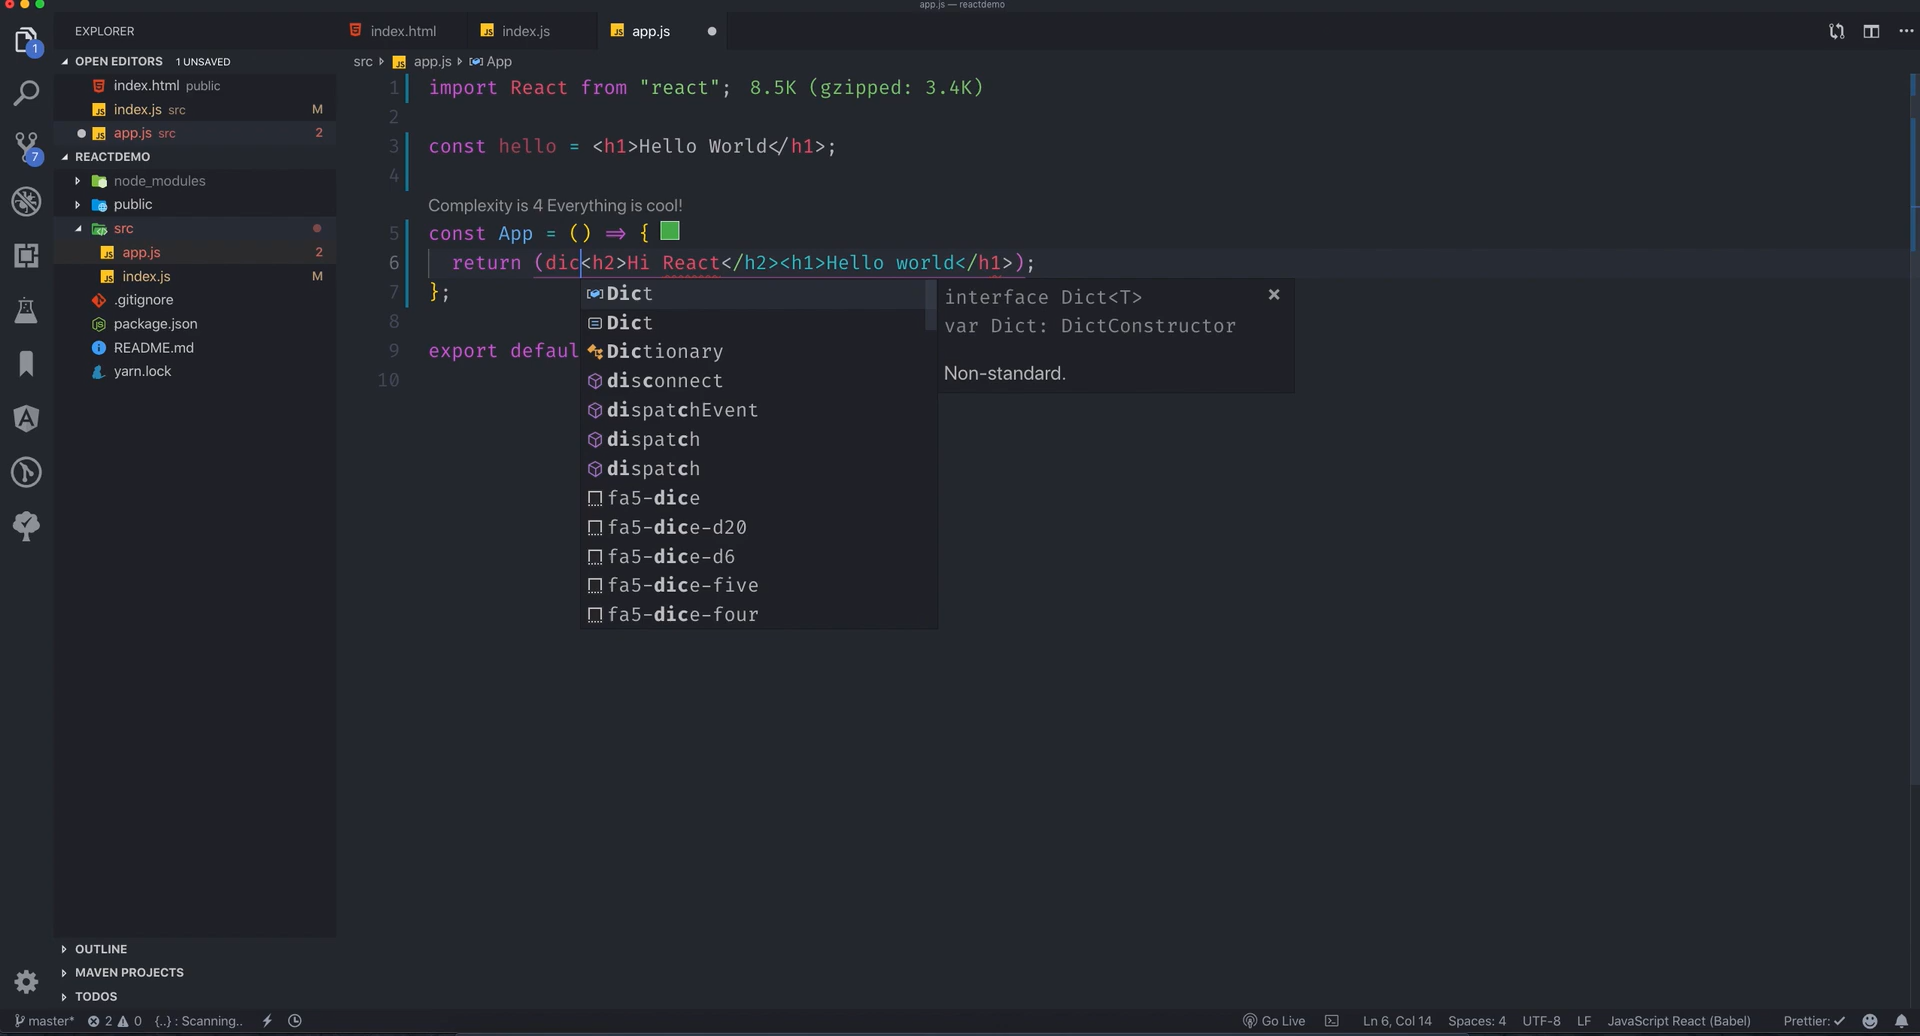 app.js — reactdemo
EXPLORER
index.html
index.js
app.js
OPEN EDITORS 1 UNSAVED
index.html public
index.js src M
app.js src 2
REACTDEMO
node_modules
public
src
app.js 2
index.js M
.gitignore
package.json
README.md
yarn.lock
OUTLINE
MAVEN PROJECTS
TODOS
1
7
src app.js App
1 import React from "react"; 8.5K (gzipped: 3.4K)
2
3 const hello = <h1>Hello World</h1>;
4
Complexity is 4 Everything is cool!
5 const App = () => {
6 return (dic<h2>Hi React</h2><h1>Hello world</h1>);
7 };
8
9 export defaul
10
Dict
Dict
Dictionary
disconnect
dispatchEvent
dispatch
dispatch
fa5-dice
fa5-dice-d20
fa5-dice-d6
fa5-dice-five
fa5-dice-four
interface Dict<T>
var Dict: DictConstructor
Non-standard.
master* 2 0 {..} : Scanning.. Go Live Ln 6, Col 14 Spaces: 4 UTF-8 LF JavaScript React (Babel) Prettier: ✓